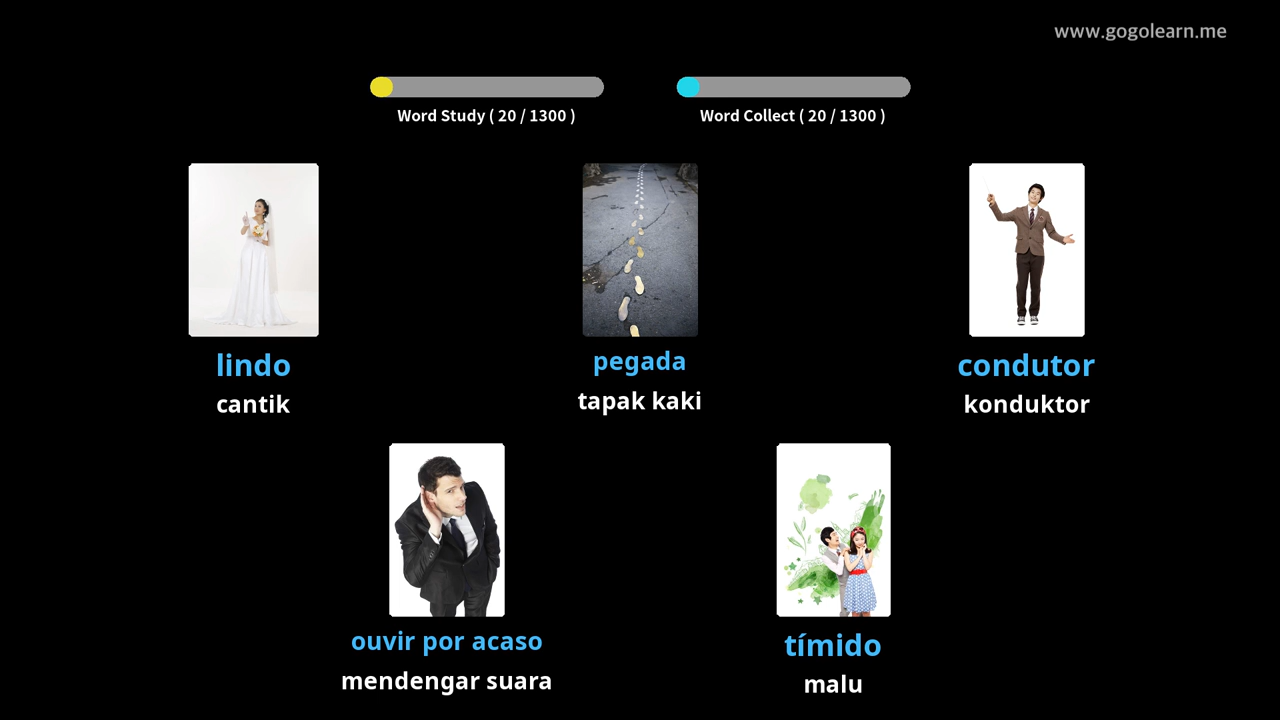 www.gogolearn.me
Word Study ( 20 / 1300 )
Word Collect ( 20 / 1300 )
lindo
cantik
pegada
tapak kaki
condutor
konduktor
ouvir por acaso
mendengar suara
tímido
malu